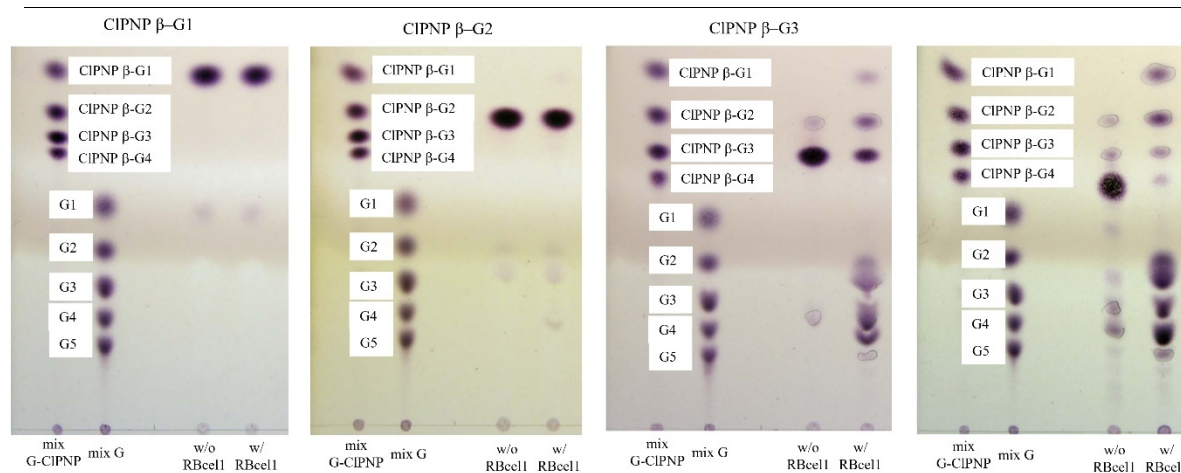 ClPNP β–G1
ClPNP β–G2
ClPNP β–G3
ClPNP β-G1
ClPNP β-G2
ClPNP β-G3
ClPNP β-G4
G1
G2
G3
G4
G5
mix
G-ClPNP
mix G
w/o
RBcel1
w/
RBcel1
ClPNP β-G1
ClPNP β-G2
ClPNP β-G3
ClPNP β-G4
G1
G2
G3
G4
G5
mix
G-ClPNP
mix G
w/o
RBcel1
w/
RBcel1
ClPNP β-G1
ClPNP β-G2
ClPNP β-G3
ClPNP β-G4
G1
G2
G3
G4
G5
mix
G-ClPNP
mix G
w/o
RBcel1
w/
RBcel1
ClPNP β-G1
ClPNP β-G2
ClPNP β-G3
ClPNP β-G4
G1
G2
G3
G4
G5
mix
G-ClPNP
mix G
w/o
RBcel1
w/
RBcel1